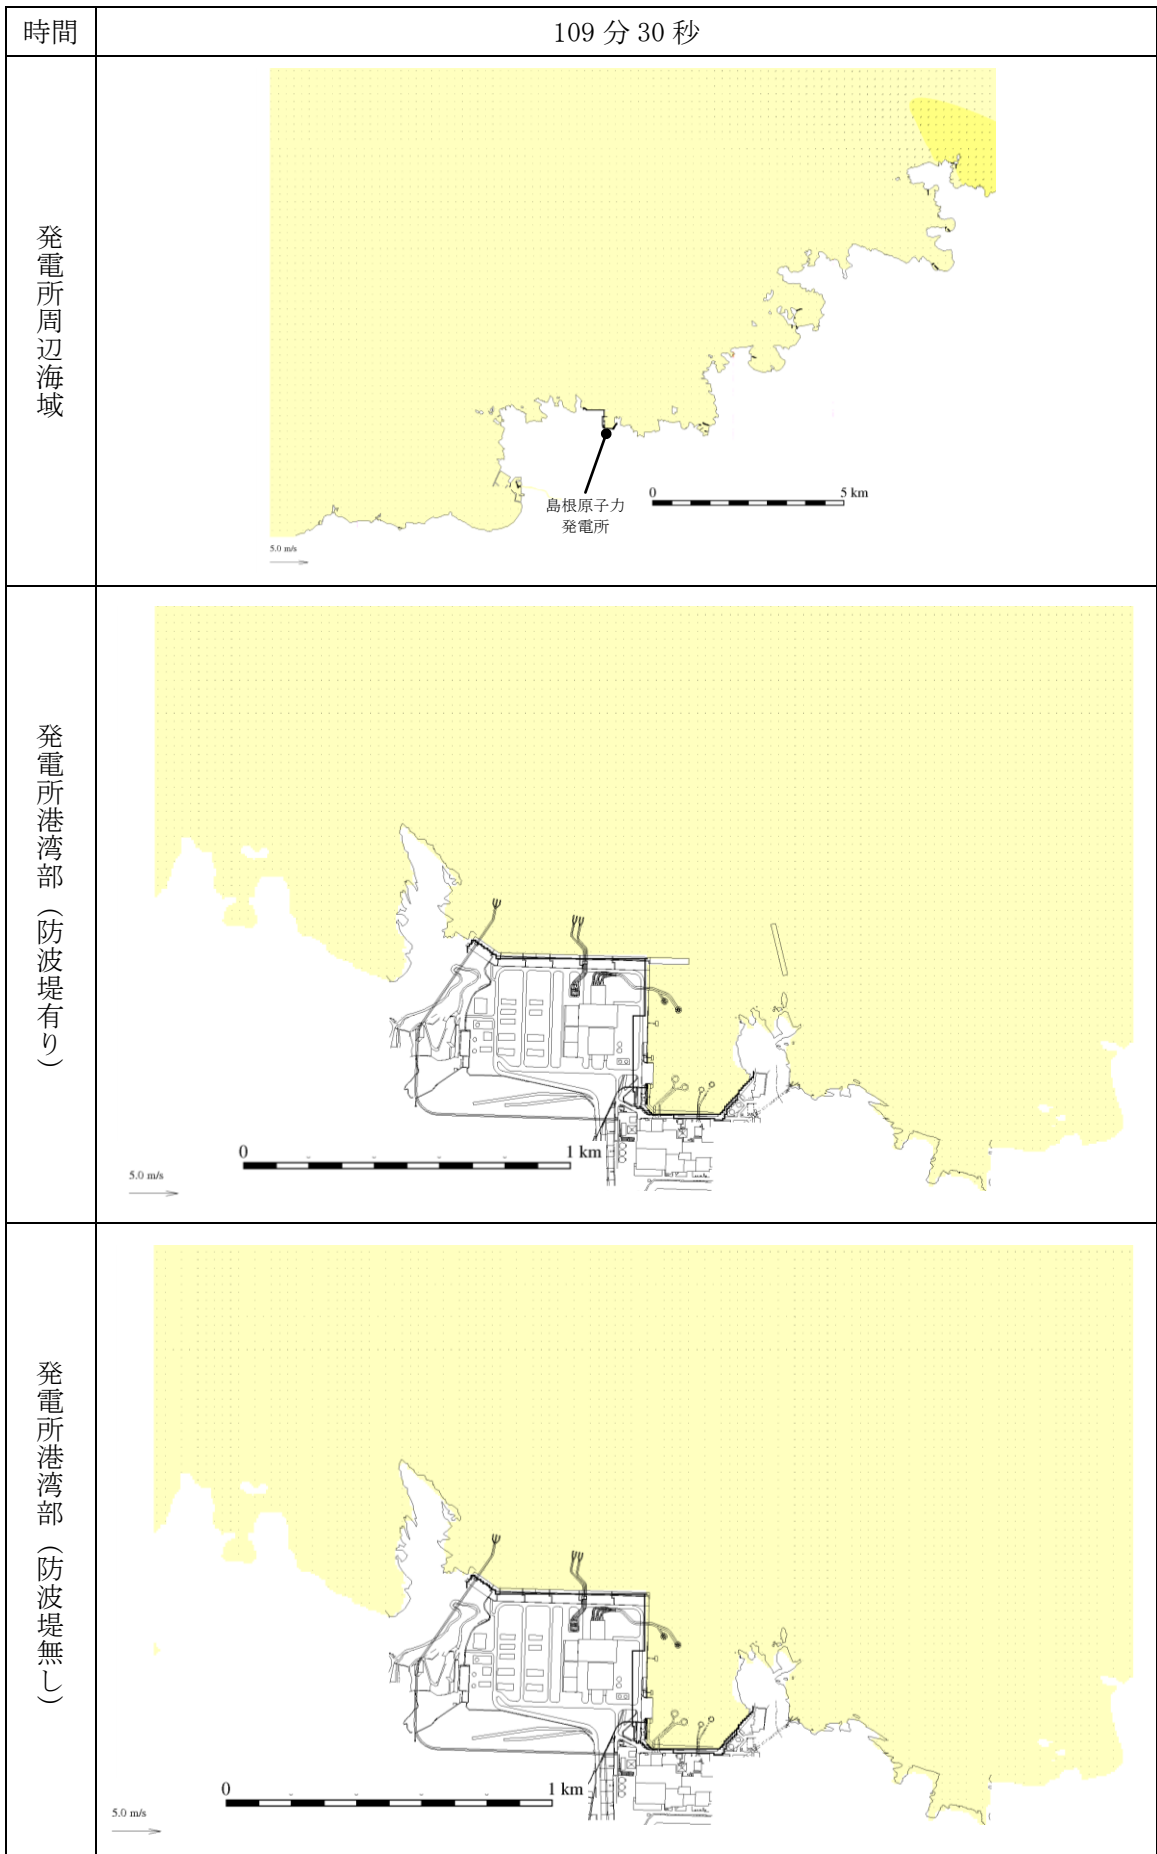 時間
109 分 30 秒
発電所周辺海域
島根原子力
発電所
0
5 km
5.0 m/s
発電所港湾部（防波堤有り）
0
1 km
5.0 m/s
発電所港湾部（防波堤無し）
0
1 km
5.0 m/s